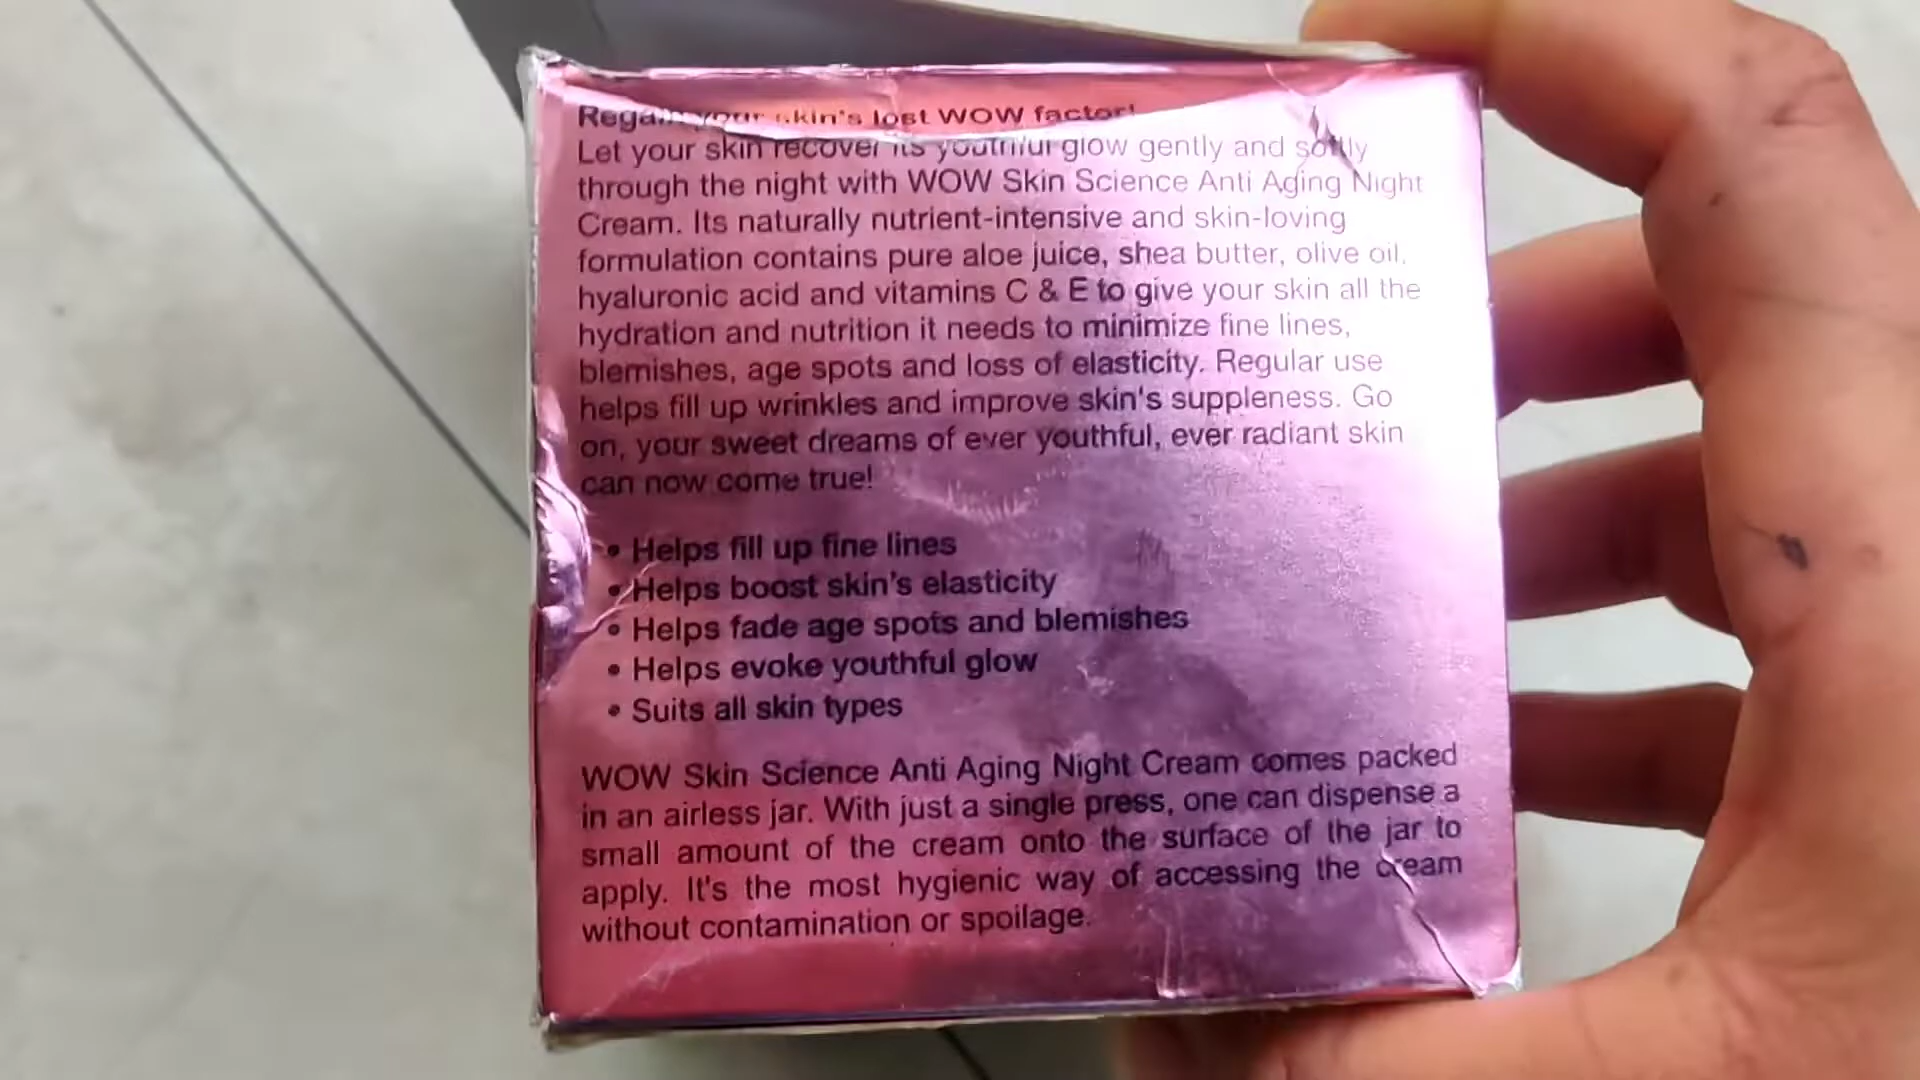 Regain your skin's lost WOW factor!
Let your skin recover its youthful glow gently and softly
through the night with WOW Skin Science Anti Aging Night
Cream. Its naturally nutrient-intensive and skin-loving
formulation contains pure aloe juice, shea butter, olive oil,
hyaluronic acid and vitamins C & E to give your skin all the
hydration and nutrition it needs to minimize fine lines,
blemishes, age spots and loss of elasticity. Regular use
helps fill up wrinkles and improve skin's suppleness. Go
on, your sweet dreams of ever youthful, ever radiant skin
can now come true!
• Helps fill up fine lines
• Helps boost skin's elasticity
• Helps fade age spots and blemishes
• Helps evoke youthful glow
• Suits all skin types
WOW Skin Science Anti Aging Night Cream comes packed
in an airless jar. With just a single press, one can dispense a
small amount of the cream onto the surface of the jar to
apply. It's the most hygienic way of accessing the cream
without contamination or spoilage.